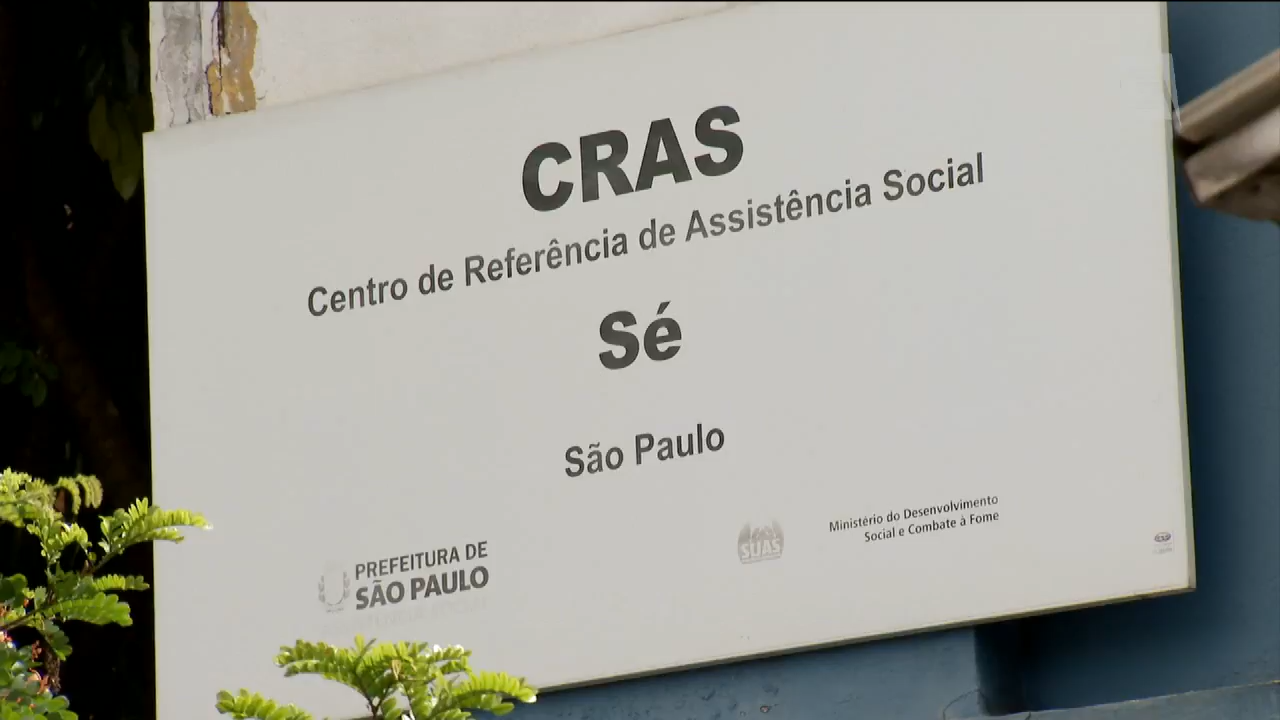 CRAS
Centro de Referência de Assistência Social
Sé
São Paulo
PREFEITURA DE
SÃO PAULO
SUAS
Ministério do Desenvolvimento
Social e Combate à Fome